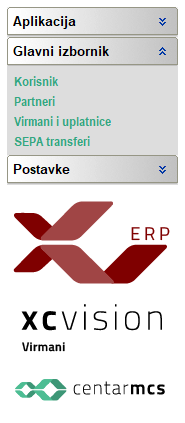 Aplikacija
Glavni izbornik
Korisnik
Partneri
Virmani i uplatnice
SEPA transferi
Postavke
ERP
xcvision
Virmani
centarmcs